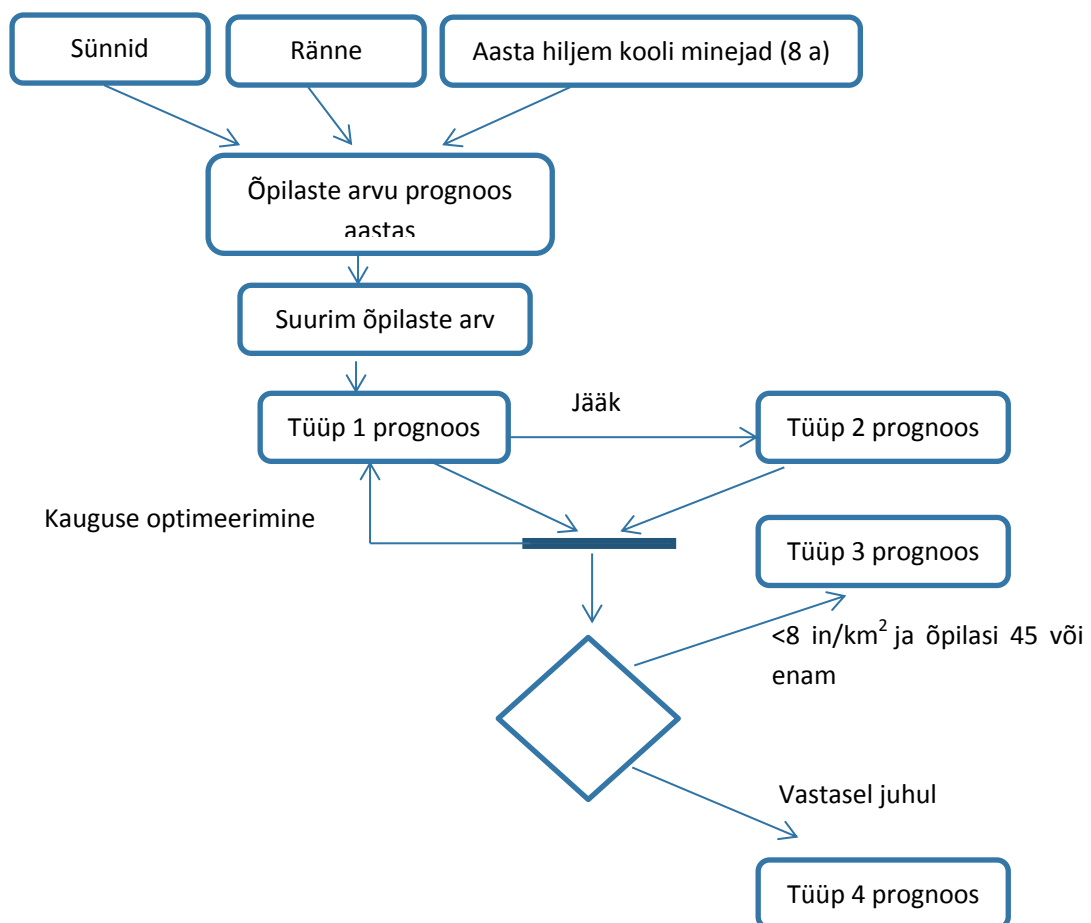 Sünnid
Ränne
Aasta hiljem kooli minejad (8 a)
Õpilaste arvu prognoos
aastas
Suurim õpilaste arv
Jääk
Tüüp 1 prognoos
Tüüp 2 prognoos
Kauguse optimeerimine
Tüüp 3 prognoos
<8 in/km² ja õpilasi 45 või
enam
Vastasel juhul
Tüüp 4 prognoos